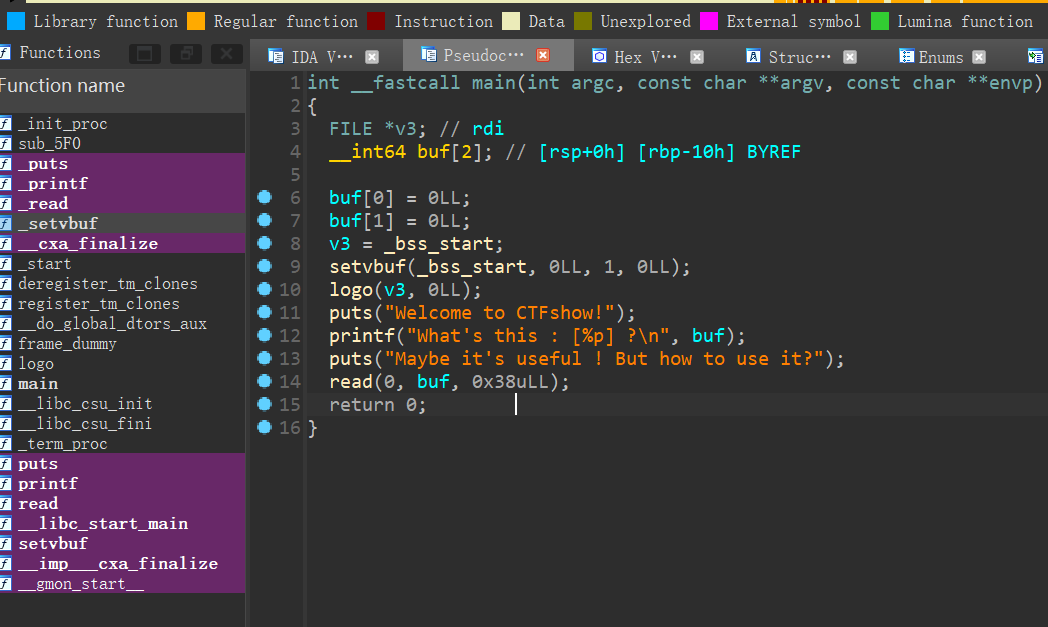 Library function Regular function Instruction Data Unexplored External symbol Lumina function
Functions
IDA V··· Pseudoc··· Hex V··· Struc··· Enums
Function name
_init_proc
sub_5F0
_puts
_printf
_read
_setvbuf
__cxa_finalize
_start
deregister_tm_clones
register_tm_clones
__do_global_dtors_aux
frame_dummy
logo
main
__libc_csu_init
__libc_csu_fini
_term_proc
puts
printf
read
__libc_start_main
setvbuf
__imp___cxa_finalize
__gmon_start__
1 int __fastcall main(int argc, const char **argv, const char **envp)
2 {
3 FILE *v3; // rdi
4 __int64 buf[2]; // [rsp+0h] [rbp-10h] BYREF
5
6 buf[0] = 0LL;
7 buf[1] = 0LL;
8 v3 = _bss_start;
9 setvbuf(_bss_start, 0LL, 1, 0LL);
10 logo(v3, 0LL);
11 puts("Welcome to CTFshow!");
12 printf("What's this : [%p] ?\n", buf);
13 puts("Maybe it's useful ! But how to use it?");
14 read(0, buf, 0x38uLL);
15 return 0;
16 }